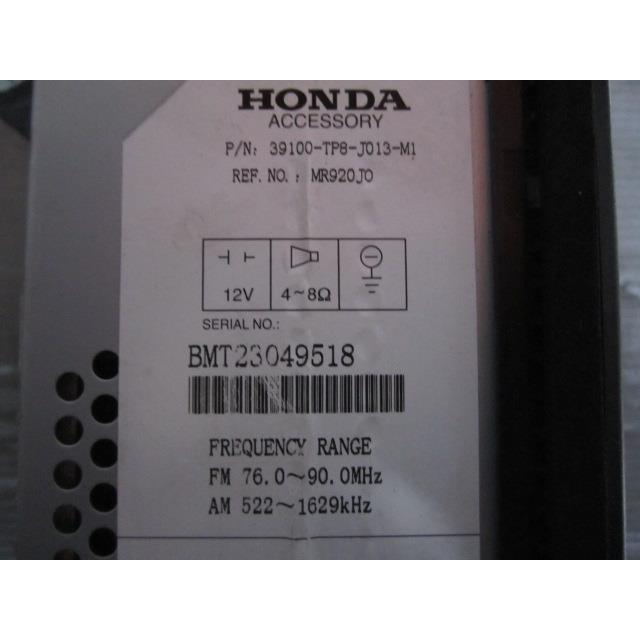 HONDA
ACCESSORY
P/N: 39100-TP8-J013-M1
REF.NO.: MR920J0
12V 4~8Ω
SERIAL NO.:
BMT23049518
FREQUENCY RANGE
FM 76.0~90.0MHz
AM 522~1629kHz